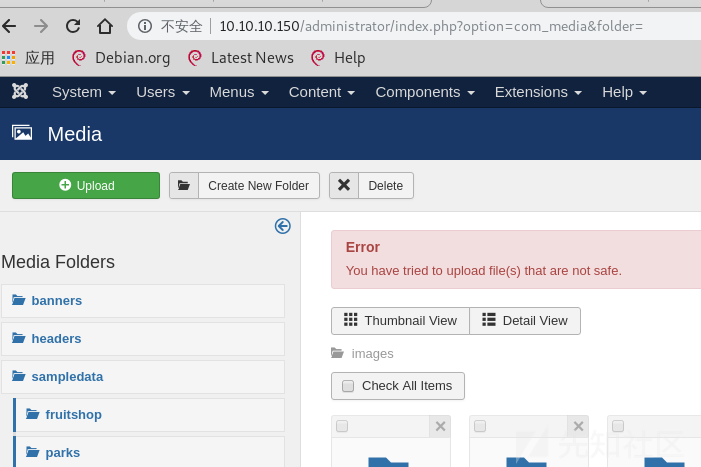 不安全 10.10.10.150/administrator/index.php?option=com_media&folder=
应用 Debian.org Latest News Help
System Users Menus Content Components Extensions Help
Media
Upload Create New Folder Delete
Error
You have tried to upload file(s) that are not safe.
Media Folders
banners
headers
sampledata
fruitshop
parks
Thumbnail View Detail View
images
Check All Items
先知社区